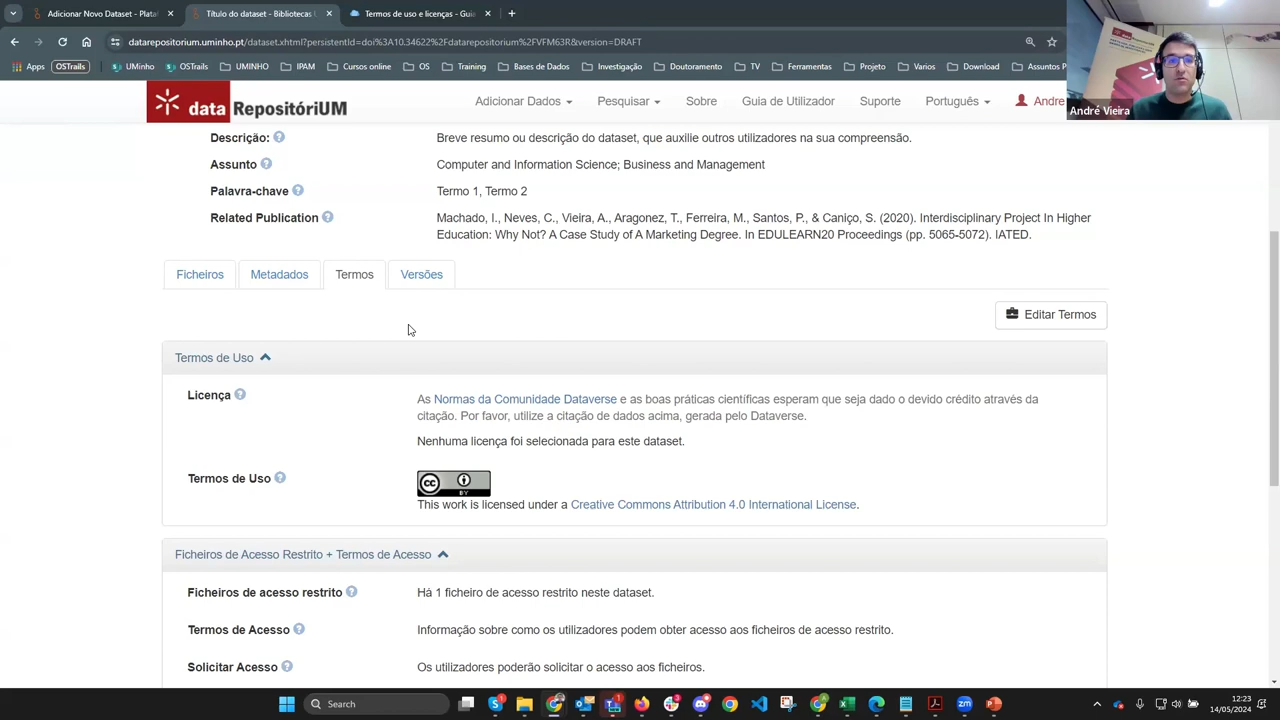 Adicionar Novo Dataset - Plat
Título do dataset - Bibliotecas
Termos de uso e licenças - Guia
datarepositorium.uminho.pt/dataset.xhtml?persistentId=doi%3A10.34622%2Fdatarepositorium%2FVFM63R&version=DRAFT
Apps OSTrails UMinho UMINHO IPAM Cursos online OS Training Bases de Dados Investigação Doutoramento TV Ferramentas Projeto Varios Download Assuntos P
data RepositóriUM
Adicionar Dados Pesquisar Sobre Guia de Utilizador Suporte Português Andre
André Vieira
Descrição: Breve resumo ou descrição do dataset, que auxilie outros utilizadores na sua compreensão.
Assunto Computer and Information Science; Business and Management
Palavra-chave Termo 1, Termo 2
Related Publication Machado, I., Neves, C., Vieira, A., Aragonez, T., Ferreira, M., Santos, P., & Caniço, S. (2020). Interdisciplinary Project In Higher
Education: Why Not? A Case Study of A Marketing Degree. In EDULEARN20 Proceedings (pp. 5065-5072). IATED.
Ficheiros Metadados Termos Versões
Editar Termos
Termos de Uso
Licença As Normas da Comunidade Dataverse e as boas práticas científicas esperam que seja dado o devido crédito através da
citação. Por favor, utilize a citação de dados acima, gerada pelo Dataverse.
Nenhuma licença foi selecionada para este dataset.
Termos de Uso
cc BY
This work is licensed under a Creative Commons Attribution 4.0 International License.
Ficheiros de Acesso Restrito + Termos de Acesso
Ficheiros de acesso restrito Há 1 ficheiro de acesso restrito neste dataset.
Termos de Acesso Informação sobre como os utilizadores podem obter acesso aos ficheiros de acesso restrito.
Solicitar Acesso Os utilizadores poderão solicitar o acesso aos ficheiros.
Search
12:23
14/05/2024